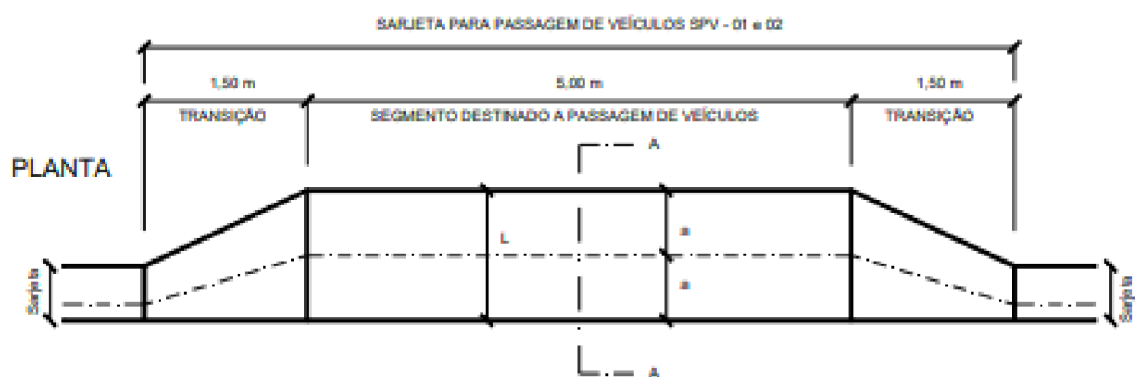 SARJETA PARA PASSAGEM DE VEÍCULOS SPV - 01 e 02
1,50 m
5,00 m
1,50 m
TRANSIÇÃO
SEGMENTO DESTINADO A PASSAGEM DE VEÍCULOS
TRANSIÇÃO
A
PLANTA
L
a
a
Sarjeta
Sarjeta
A